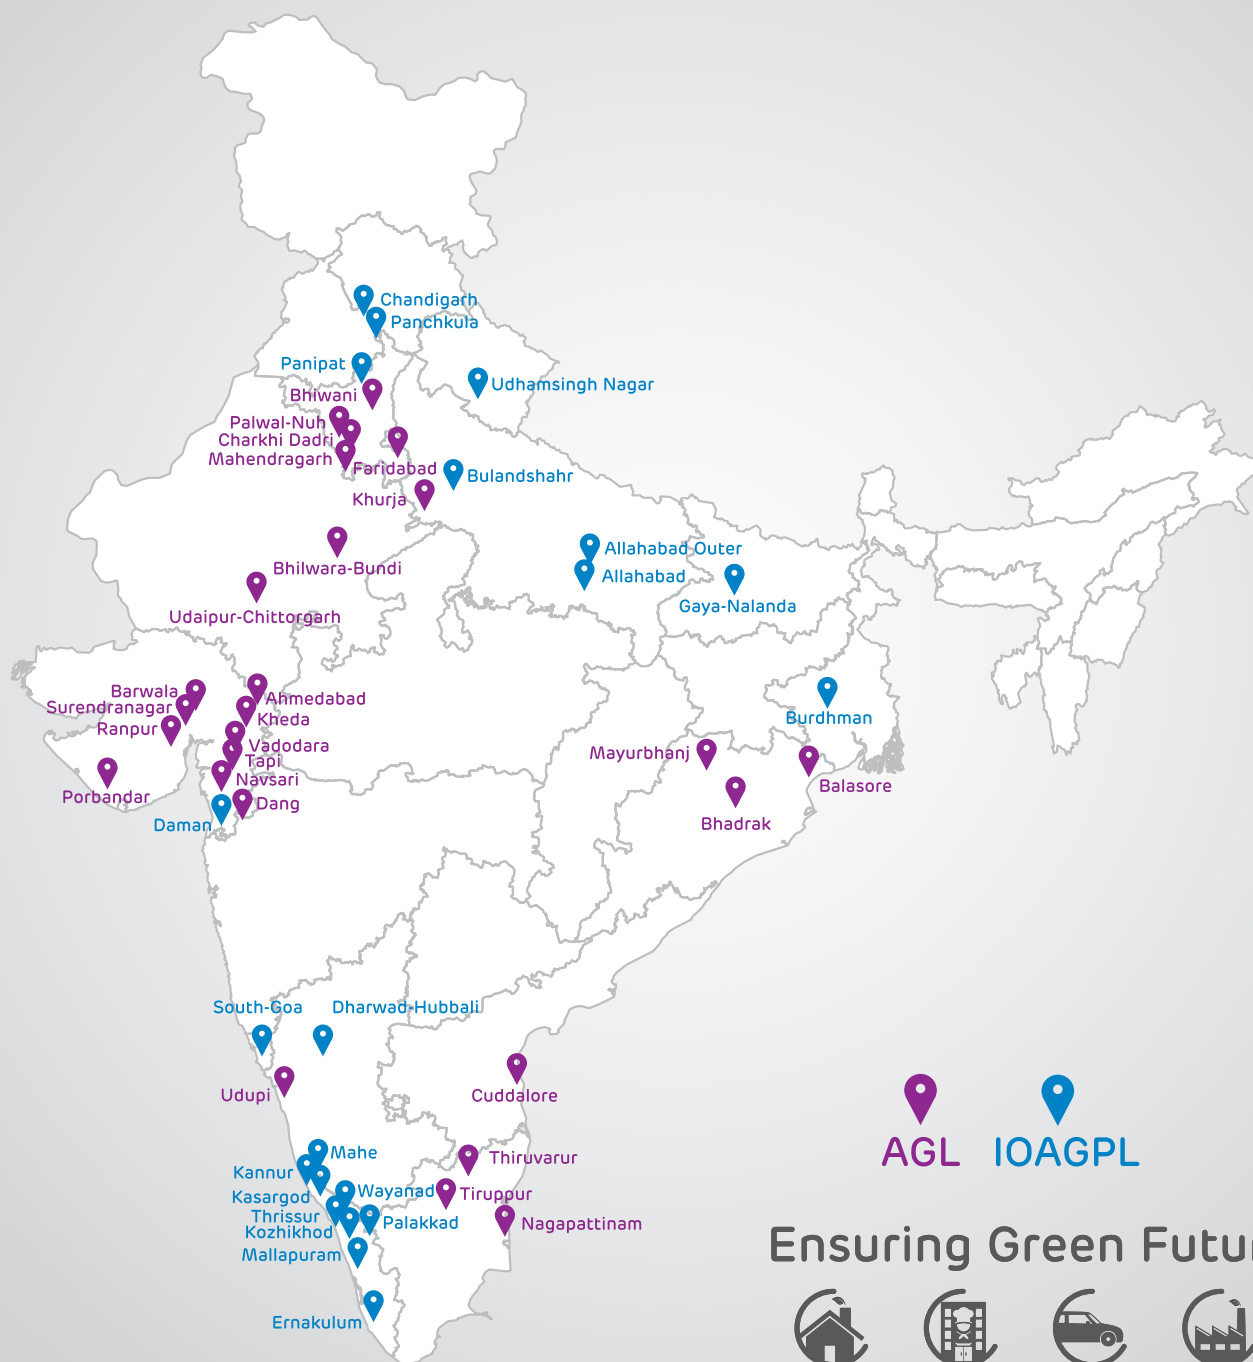 Chandigarh
Panchkula
Panipat
Udhamsingh Nagar
Bhiwani
Palwal-Nuh
Charkhi Dadri
Mahendragarh
Faridabad
Bulandshahr
Khurja
Allahabad Outer
Bhilwara-Bundi
Allahabad
Gaya-Nalanda
Udaipur-Chittorgarh
Barwala
Ahmedabad
Surendranagar
Kheda
Ranpur
Burdhman
Vadodara
Mayurbhanj
Tapi
Navsari
Balasore
Porbandar
Dang
Daman
Bhadrak
South-Goa
Dharwad-Hubbali
Udupi
Cuddalore
Mahe
AGL
IOAGPL
Thiruvarur
Kannur
Wayanad
Tiruppur
Kasargod
Thrissur
Palakkad
Nagapattinam
Kozhikhod
Mallapuram
Ensuring Green Futur
Ernakulum